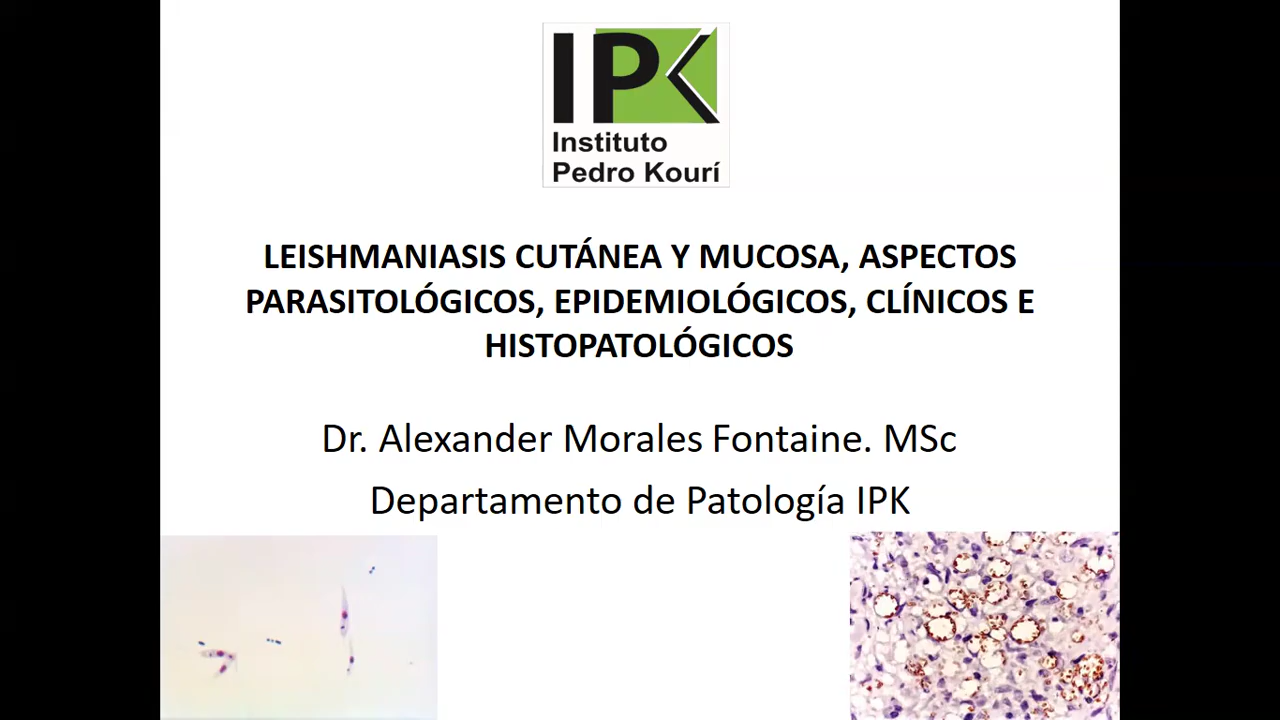 IPK
Instituto
Pedro Kourí
LEISHMANIASIS CUTÁNEA Y MUCOSA, ASPECTOS
PARASITOLÓGICOS, EPIDEMIOLÓGICOS, CLÍNICOS E
HISTOPATOLÓGICOS
Dr. Alexander Morales Fontaine. MSc
Departamento de Patología IPK